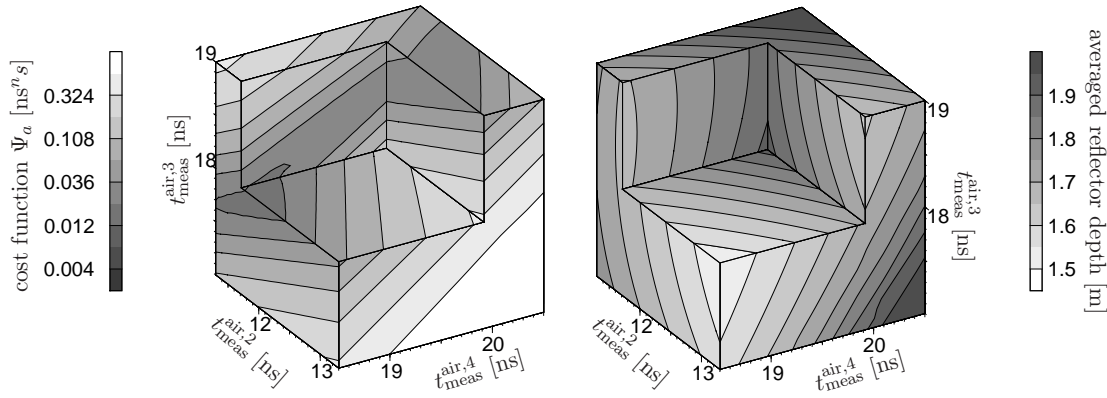 cost function Ψ_a [nsⁿ s]
0.324
0.108
0.036
0.012
0.004
19
18
t_meas^air,3 [ns]
12
13
t_meas^air,2 [ns]
19
20
t_meas^air,4 [ns]
12
13
t_meas^air,2 [ns]
19
20
t_meas^air,4 [ns]
19
18
t_meas^air,3 [ns]
1.9
1.8
1.7
1.6
1.5
averaged reflector depth [m]